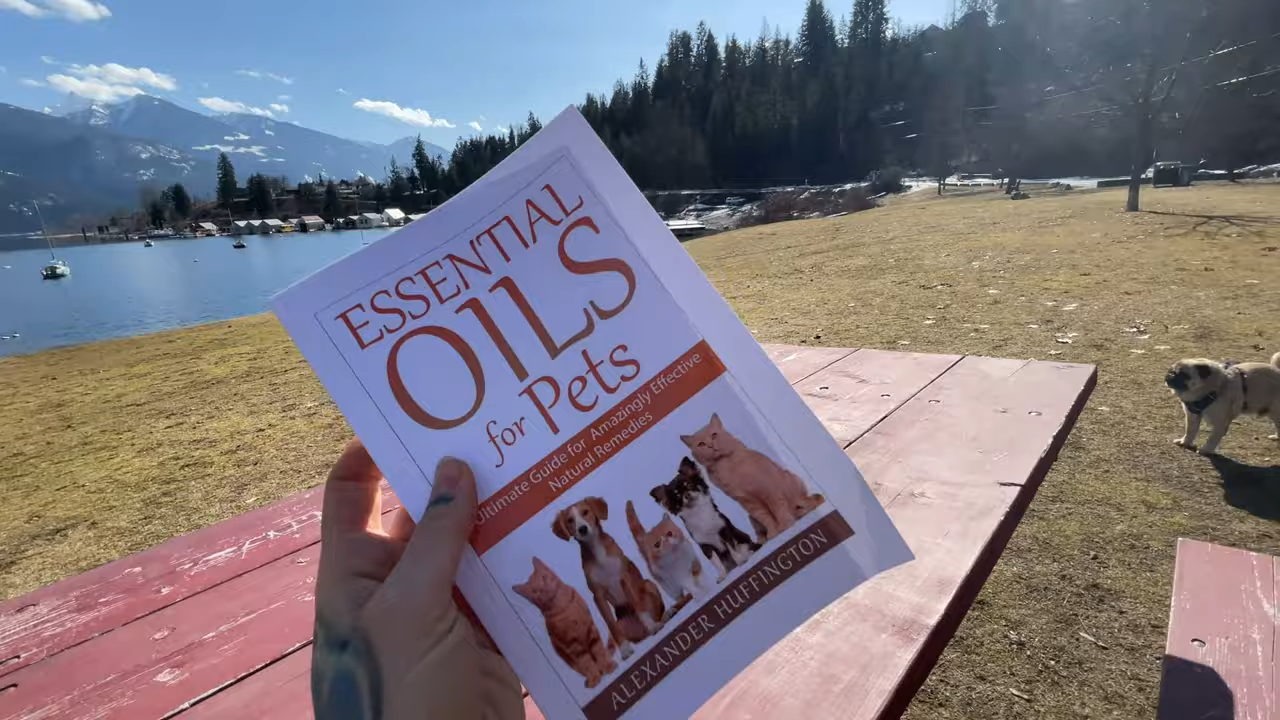 ESSENTIAL
OILS
for Pets
Ultimate Guide for Amazingly Effective
Natural Remedies
ALEXANDER HUFFINGTON